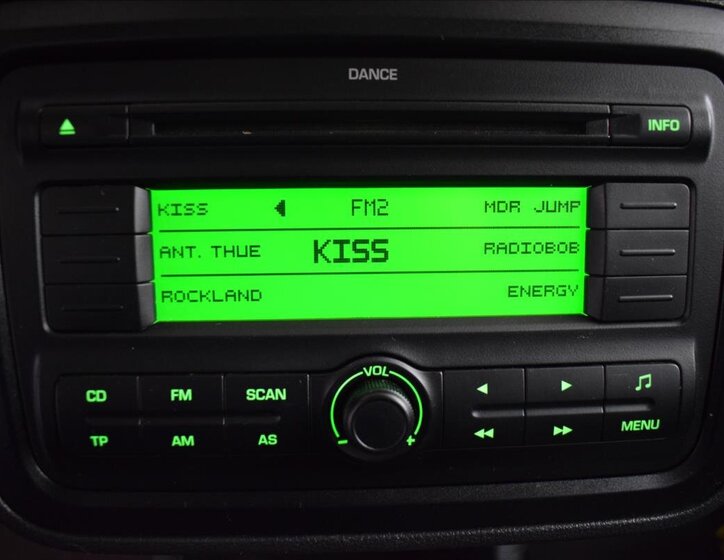 DANCE
INFO
KISS FM2 MDR JUMP
ANT. THUE KISS RADIOBOB
ROCKLAND ENERGY
VOL
CD FM SCAN
TP AM AS MENU
- +